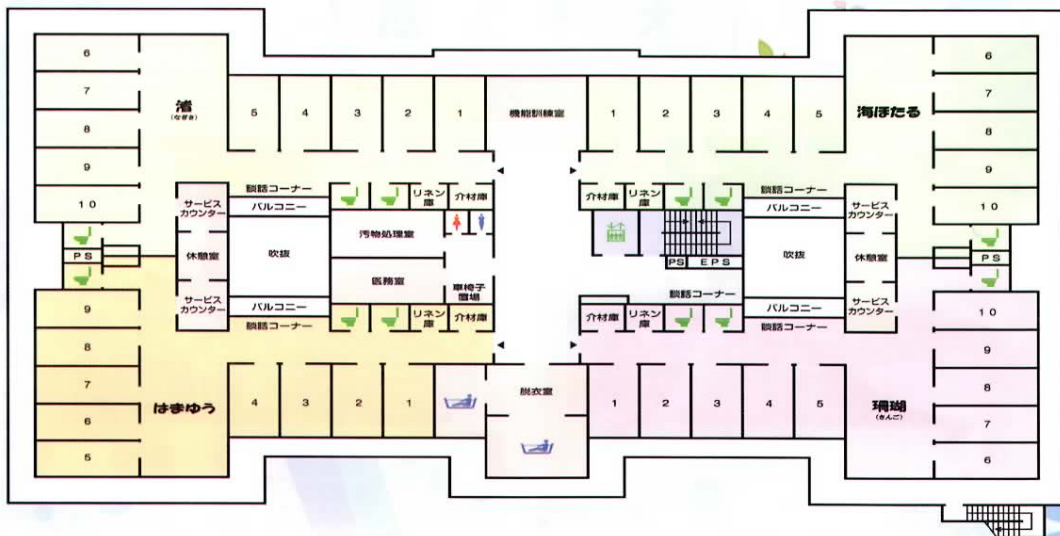 6
7
8
9
10
渚
(なぎさ)
5
4
3
2
1
機能訓練室
1
2
3
4
5
海ほたる
6
7
8
9
10
談話コーナー
バルコニー
リネン
庫
介材庫
介材庫
リネン
庫
談話コーナー
バルコニー
サービス
カウンター
休憩室
サービス
カウンター
吹抜
汚物処理室
医務室
車椅子
置場
PS
EPS
談話コーナー
吹抜
サービス
カウンター
休憩室
サービス
カウンター
PS
PS
バルコニー
談話コーナー
リネン
庫
介材庫
介材庫
リネン
庫
バルコニー
談話コーナー
9
8
7
6
5
はまゆう
4
3
2
1
脱衣室
1
2
3
4
5
珊瑚
(さんご)
10
9
8
7
6